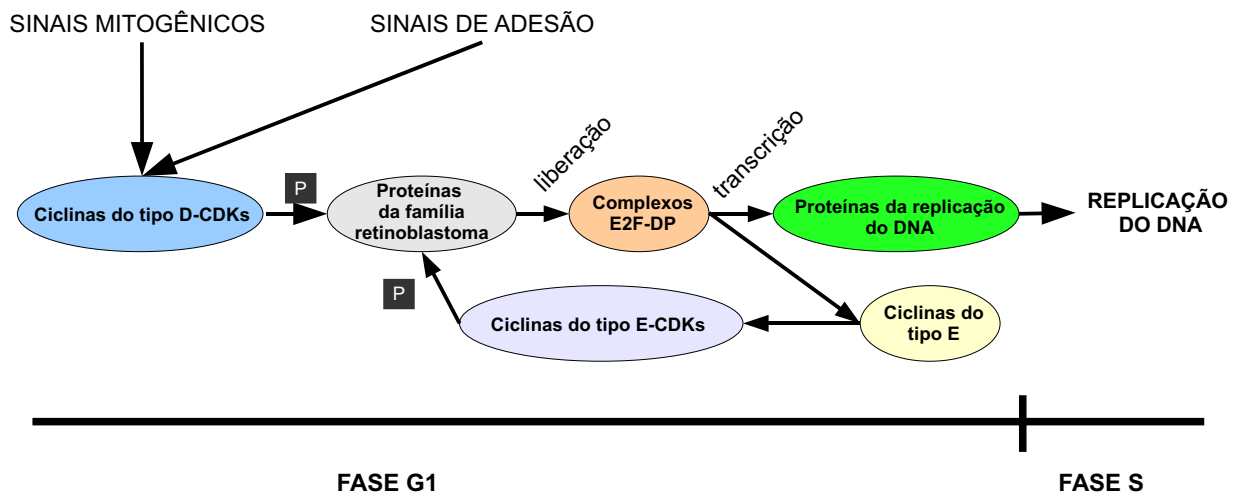 SINAIS MITOGÊNICOS
SINAIS DE ADESÃO
liberação
transcrição
P
Ciclinas do tipo D-CDKs
Proteínas
da família
retinoblastoma
Complexos
E2F-DP
Proteínas da replicação
do DNA
REPLICAÇÃO
DO DNA
P
Ciclinas do tipo E-CDKs
Ciclinas do
tipo E
FASE G1
FASE S